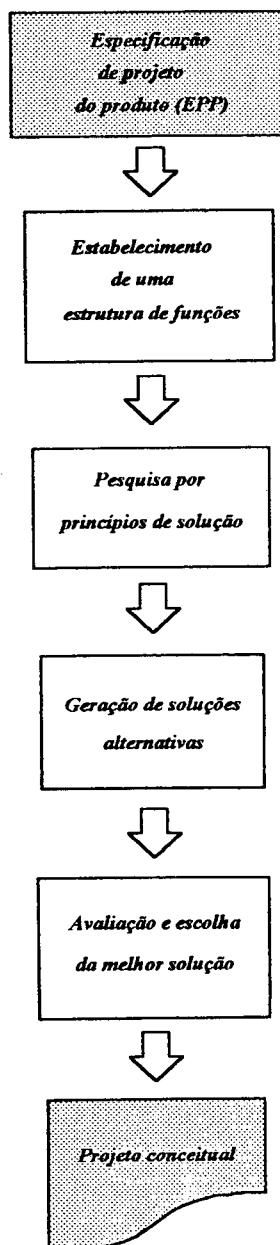 Especificação
de projeto
do produto (EPP)
Estabelecimento
de uma
estrutura de funções
Pesquisa por
princípios de solução
Geração de soluções
alternativas
Avaliação e escolha
da melhor solução
Projeto conceitual